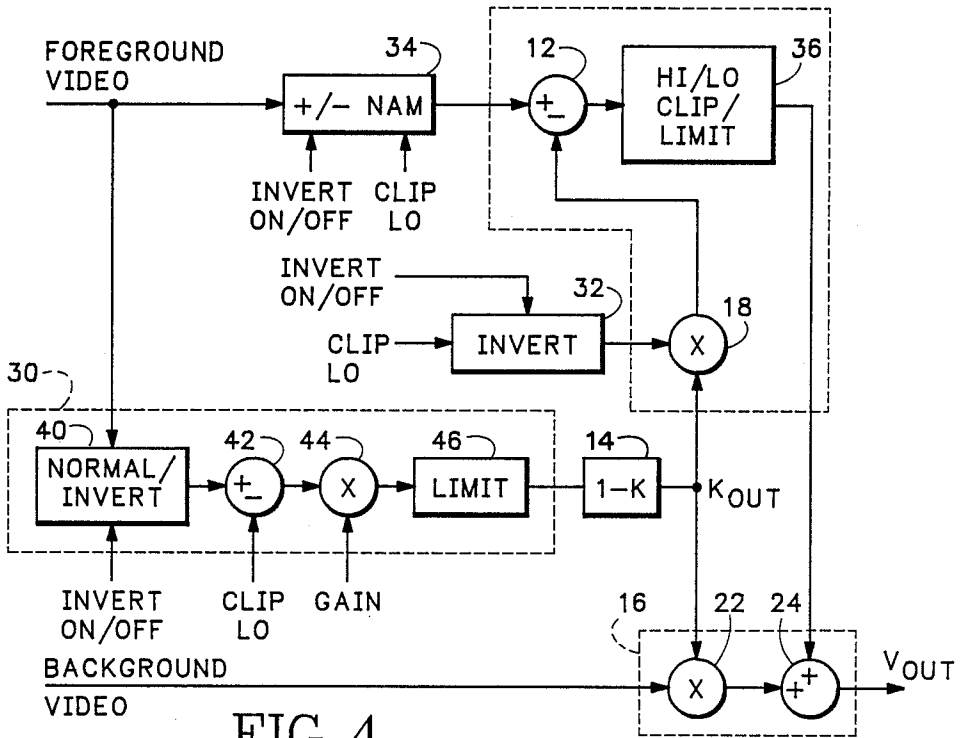 FOREGROUND
VIDEO
34
+/- NAM
INVERT
ON/OFF
CLIP
LO
12
+
-
HI/LO
CLIP/
LIMIT
36
INVERT
ON/OFF
32
CLIP
LO
INVERT
18
X
30
40
NORMAL/
INVERT
42
+
-
44
X
46
LIMIT
14
1-K
KOUT
INVERT
ON/OFF
CLIP
LO
GAIN
BACKGROUND
VIDEO
16
22
X
24
+
+
VOUT
FIG. 4